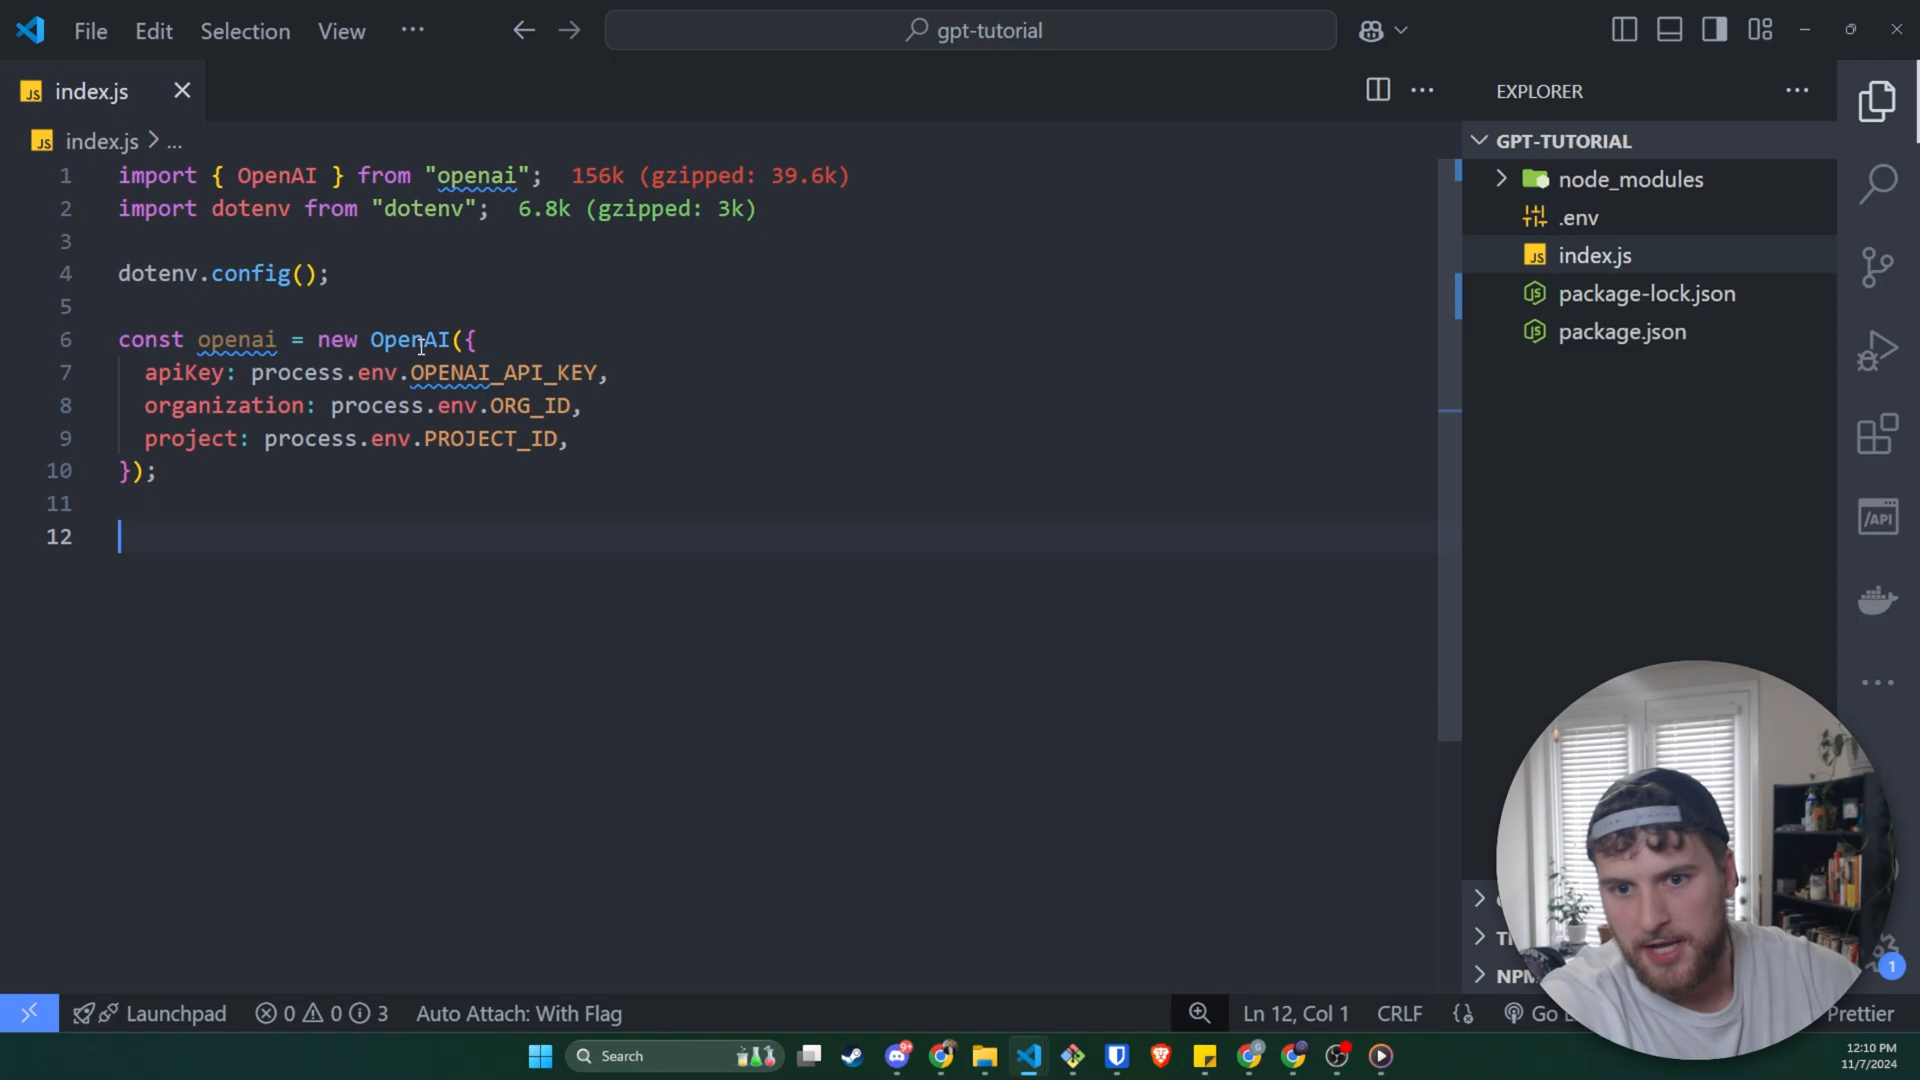 File Edit Selection View ... gpt-tutorial
index.js
index.js > ...
1 import { OpenAI } from "openai"; 156k (gzipped: 39.6k)
2 import dotenv from "dotenv"; 6.8k (gzipped: 3k)
3
4 dotenv.config();
5
6 const openai = new OpenAI({
7 apiKey: process.env.OPENAI_API_KEY,
8 organization: process.env.ORG_ID,
9 project: process.env.PROJECT_ID,
10 });
11
12
EXPLORER
GPT-TUTORIAL
node_modules
.env
index.js
package-lock.json
package.json
/API
NPM
1
Launchpad 0 0 3 Auto Attach: With Flag Ln 12, Col 1 CRLF Go Prettier
Search
9+
12:10 PM
11/7/2024